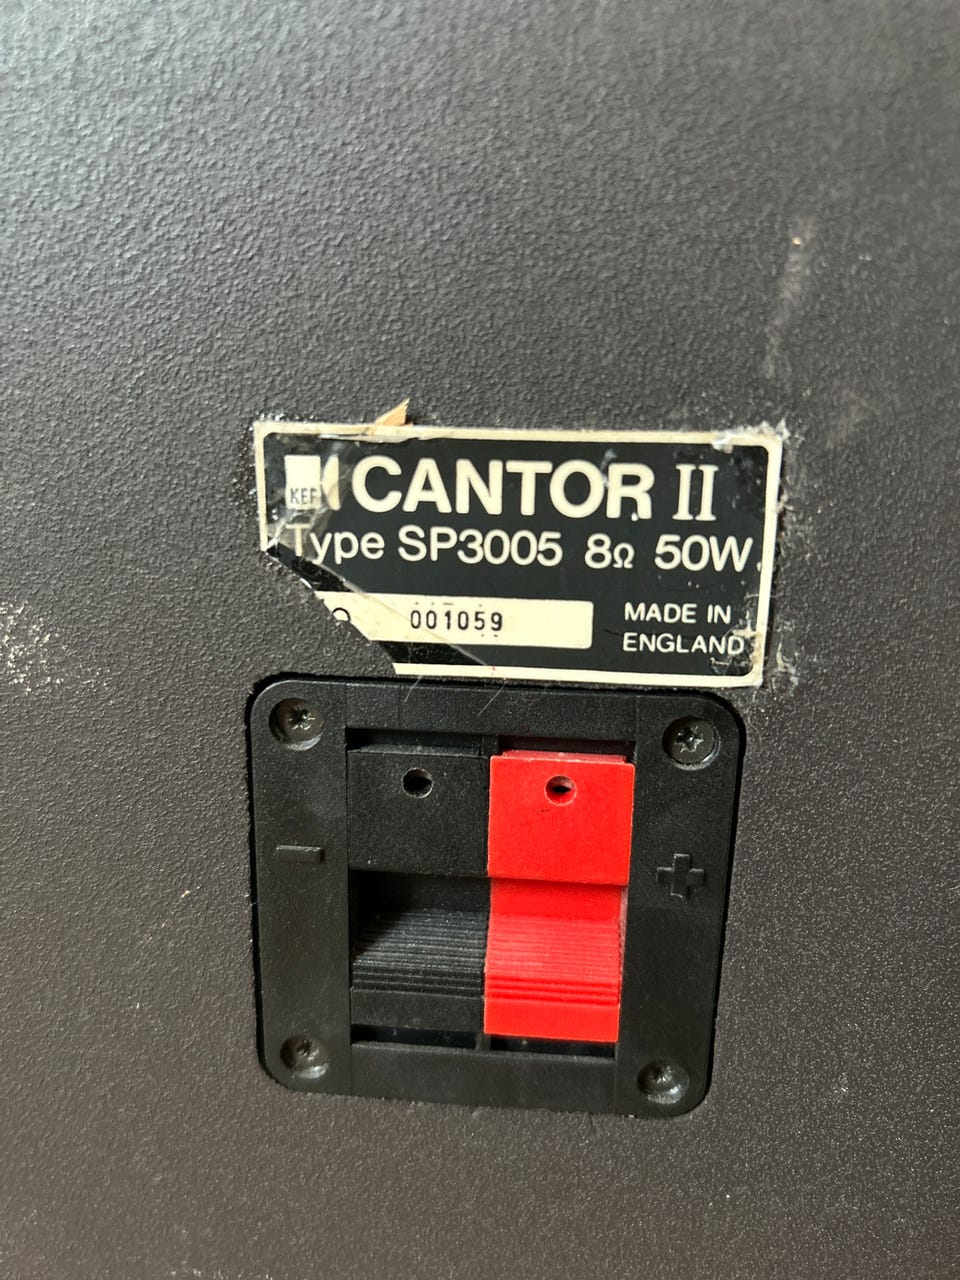 KEF
CANTOR II
Type SP3005 8Ω 50W
001059
MADE IN
ENGLAND
- +